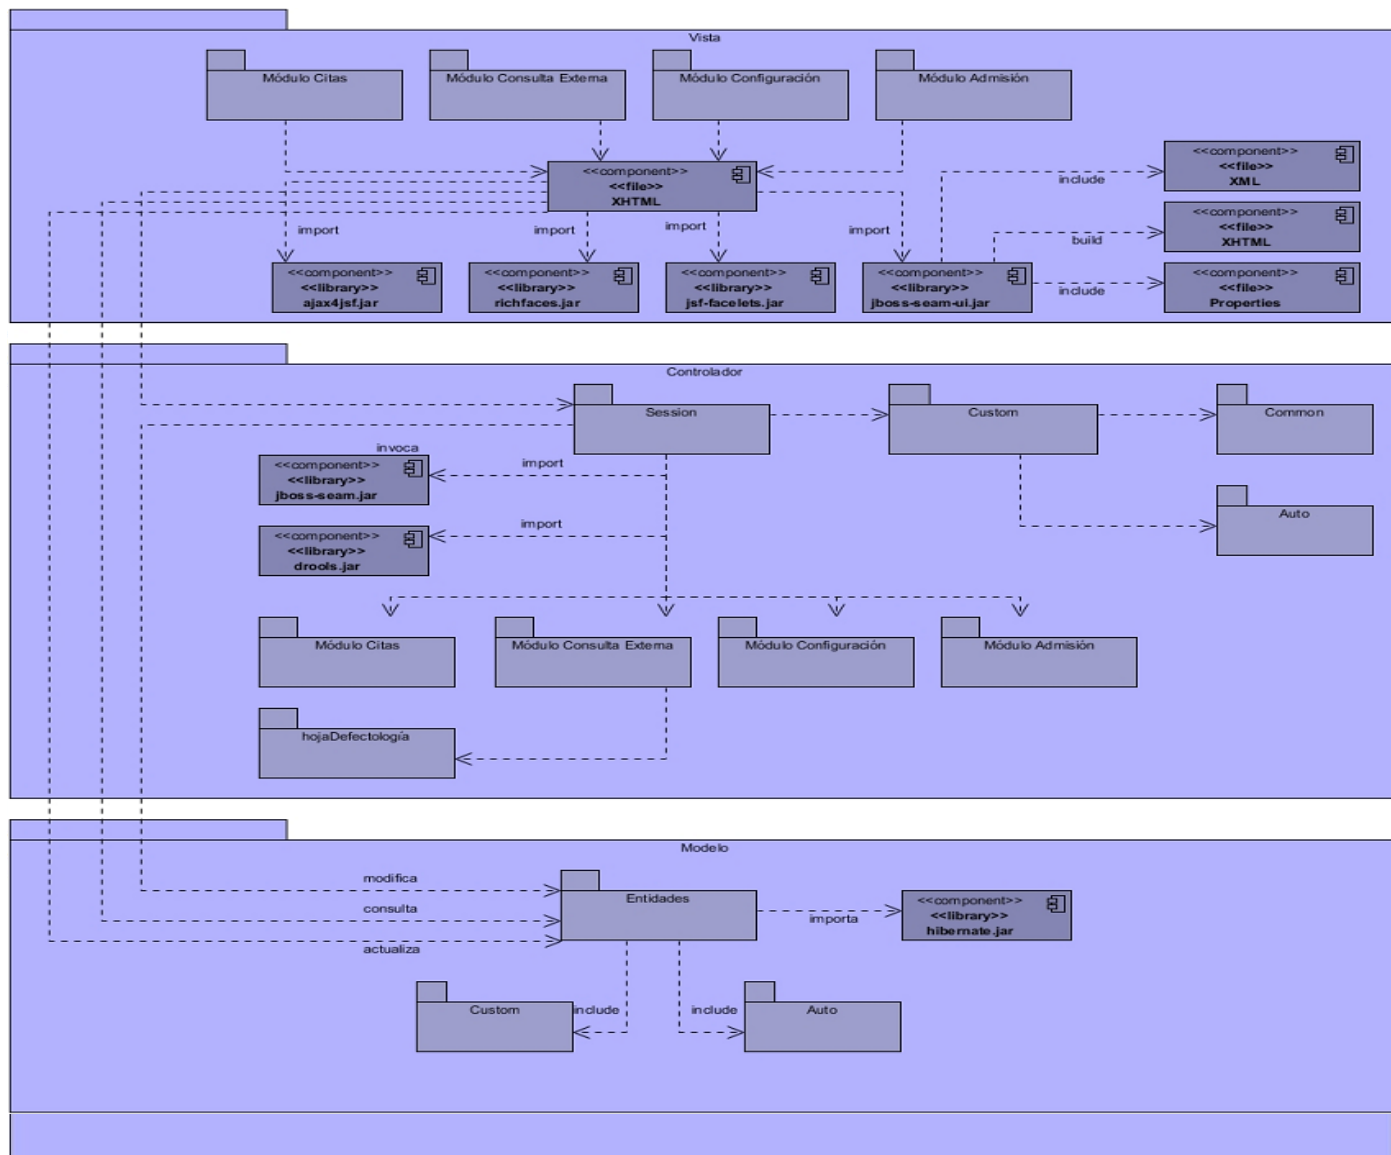 Vista
Módulo Citas
Módulo Consulta Externa
Módulo Configuración
Módulo Admisión
<<component>>
<<file>>
XHTML
<<component>>
<<file>>
XML
include
<<component>>
<<file>>
XHTML
build
import
import
import
import
<<component>>
<<library>>
ajax4jsf.jar
<<component>>
<<library>>
richfaces.jar
<<component>>
<<library>>
jsf-facelets.jar
<<component>>
<<library>>
jboss-seam-ui.jar
include
<<component>>
<<file>>
Properties
Controlador
Session
Custom
Common
invoca
import
<<component>>
<<library>>
jboss-seam.jar
Auto
import
<<component>>
<<library>>
drools.jar
Módulo Citas
Módulo Consulta Externa
Módulo Configuración
Módulo Admisión
hojaDefectología
Modelo
modifica
consulta
actualiza
Entidades
importa
<<component>>
<<library>>
hibernate.jar
Custom
include
include
Auto